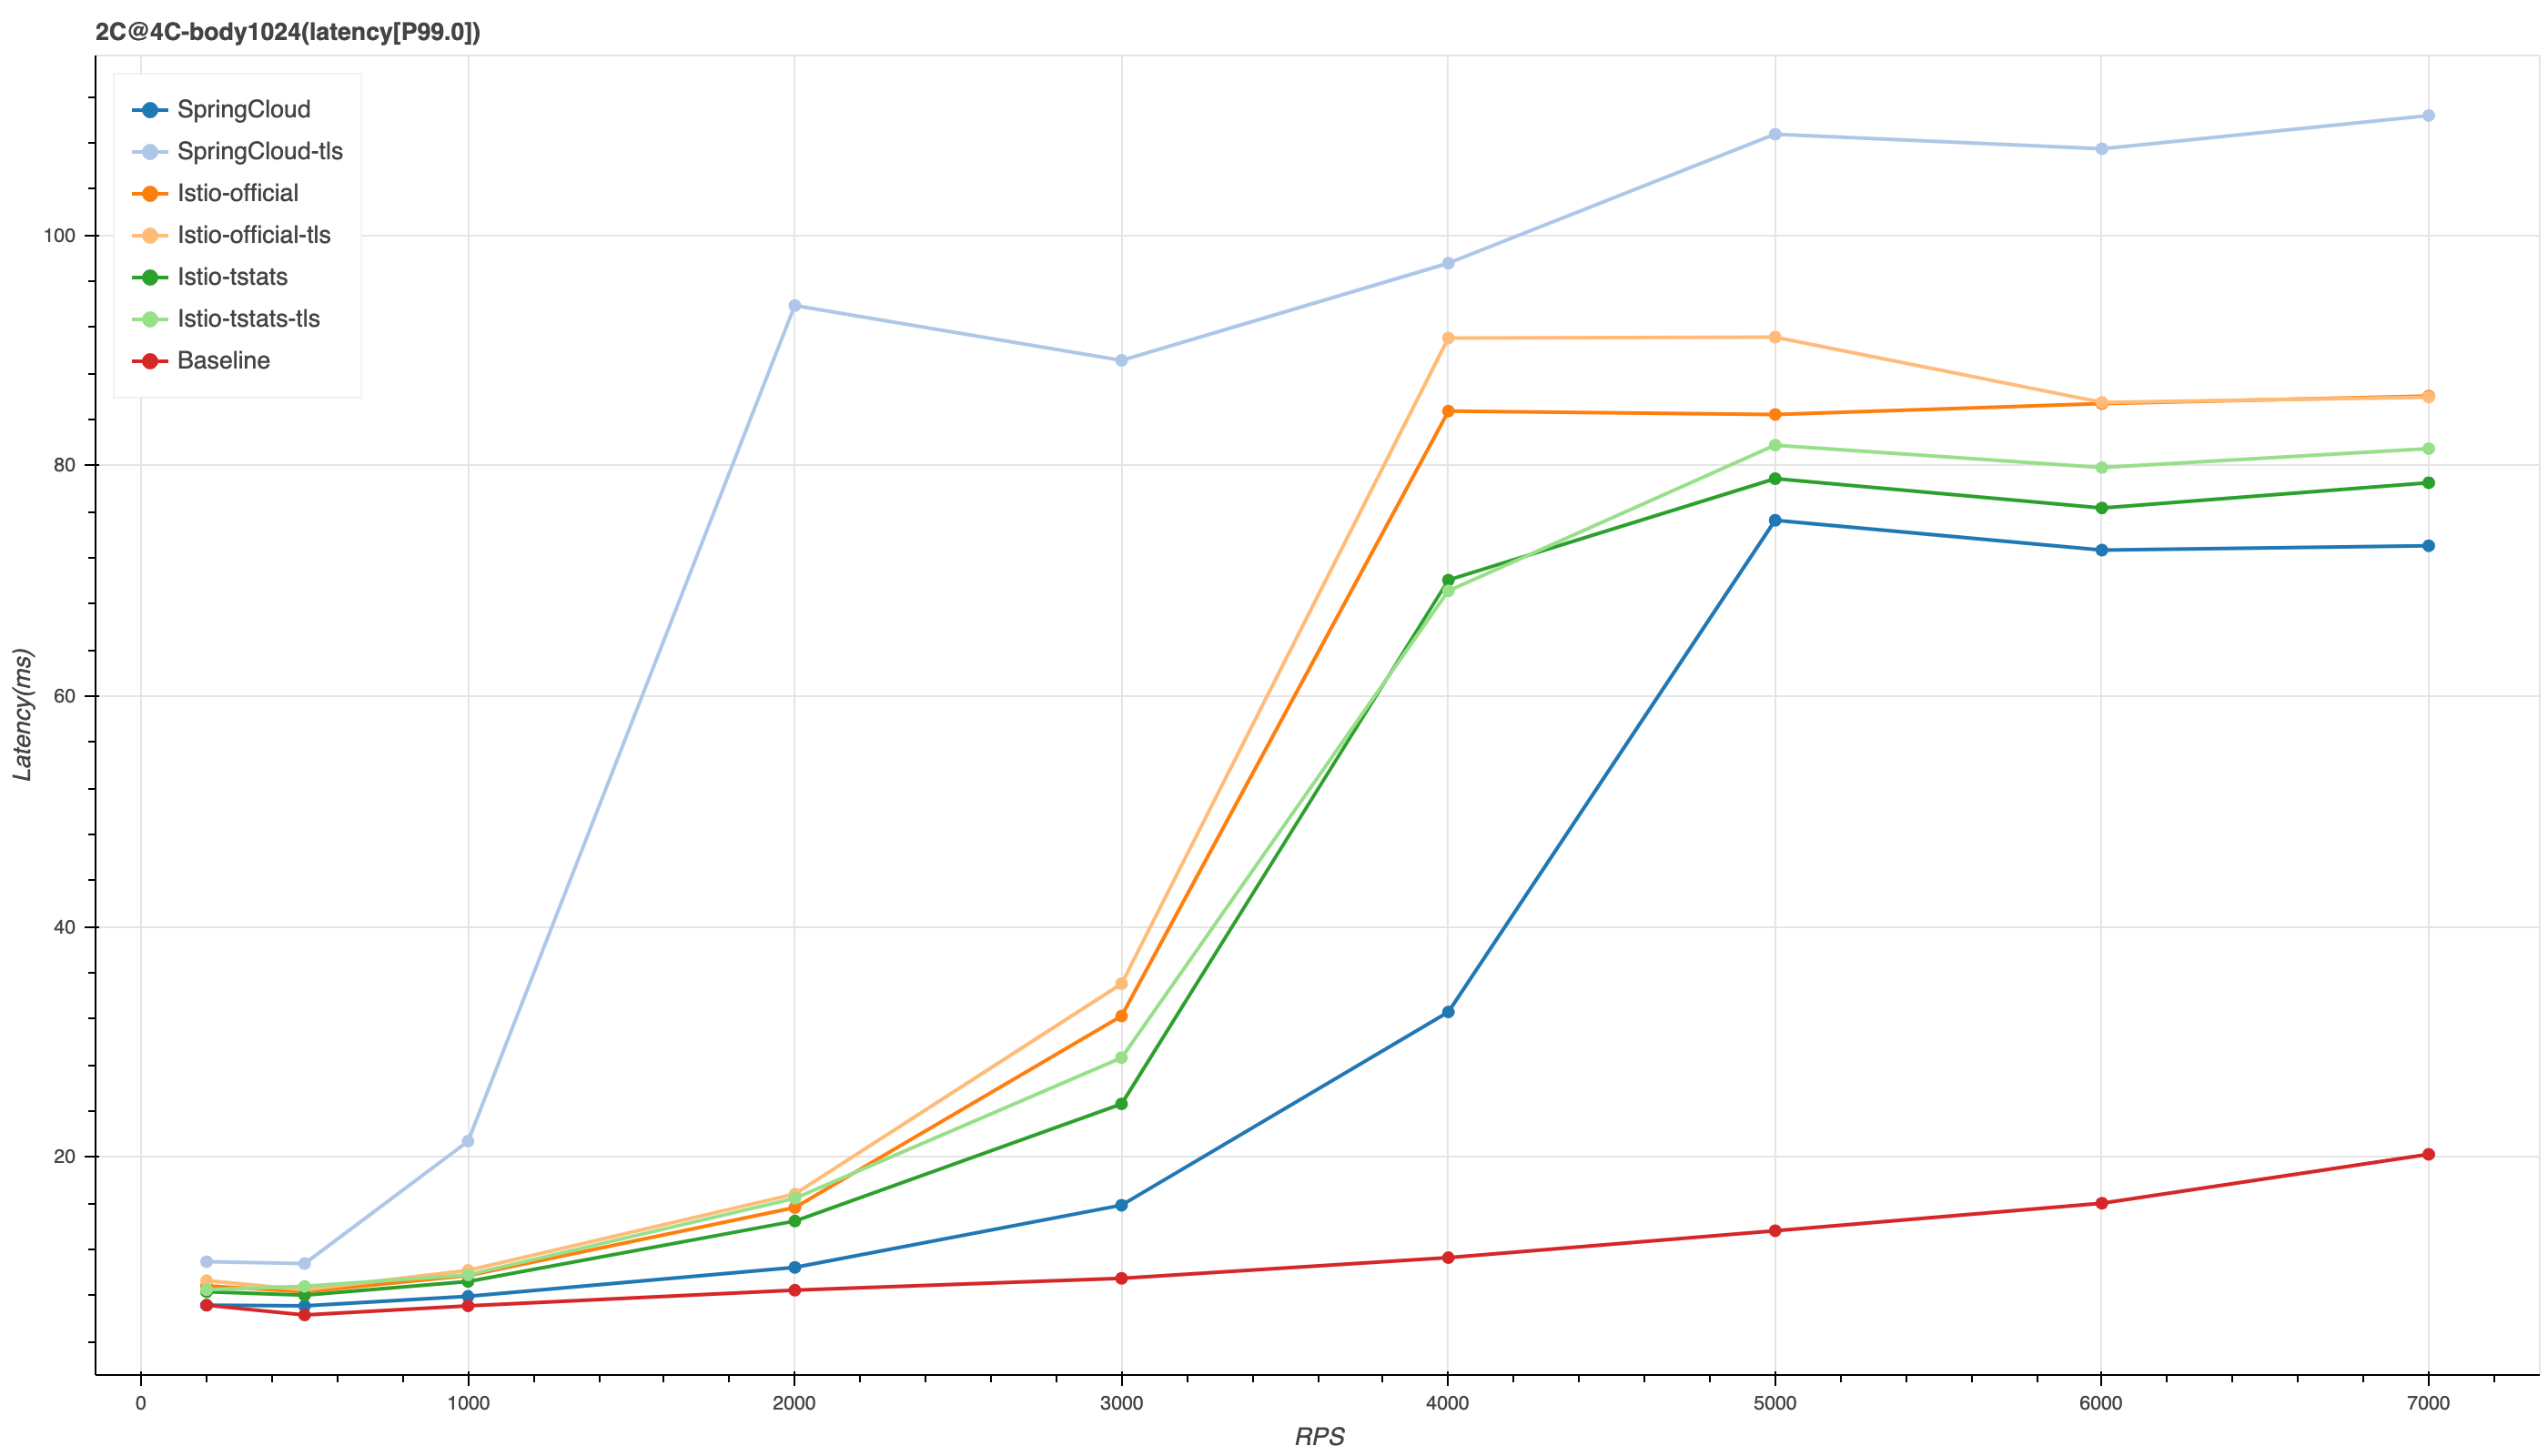 2C@4C-body1024(latency[P99.0])
SpringCloud
SpringCloud-tls
Istio-official
Istio-official-tls
Istio-tstats
Istio-tstats-tls
Baseline
100
80
60
40
20
Latency(ms)
0 1000 2000 3000 4000 5000 6000 7000
RPS